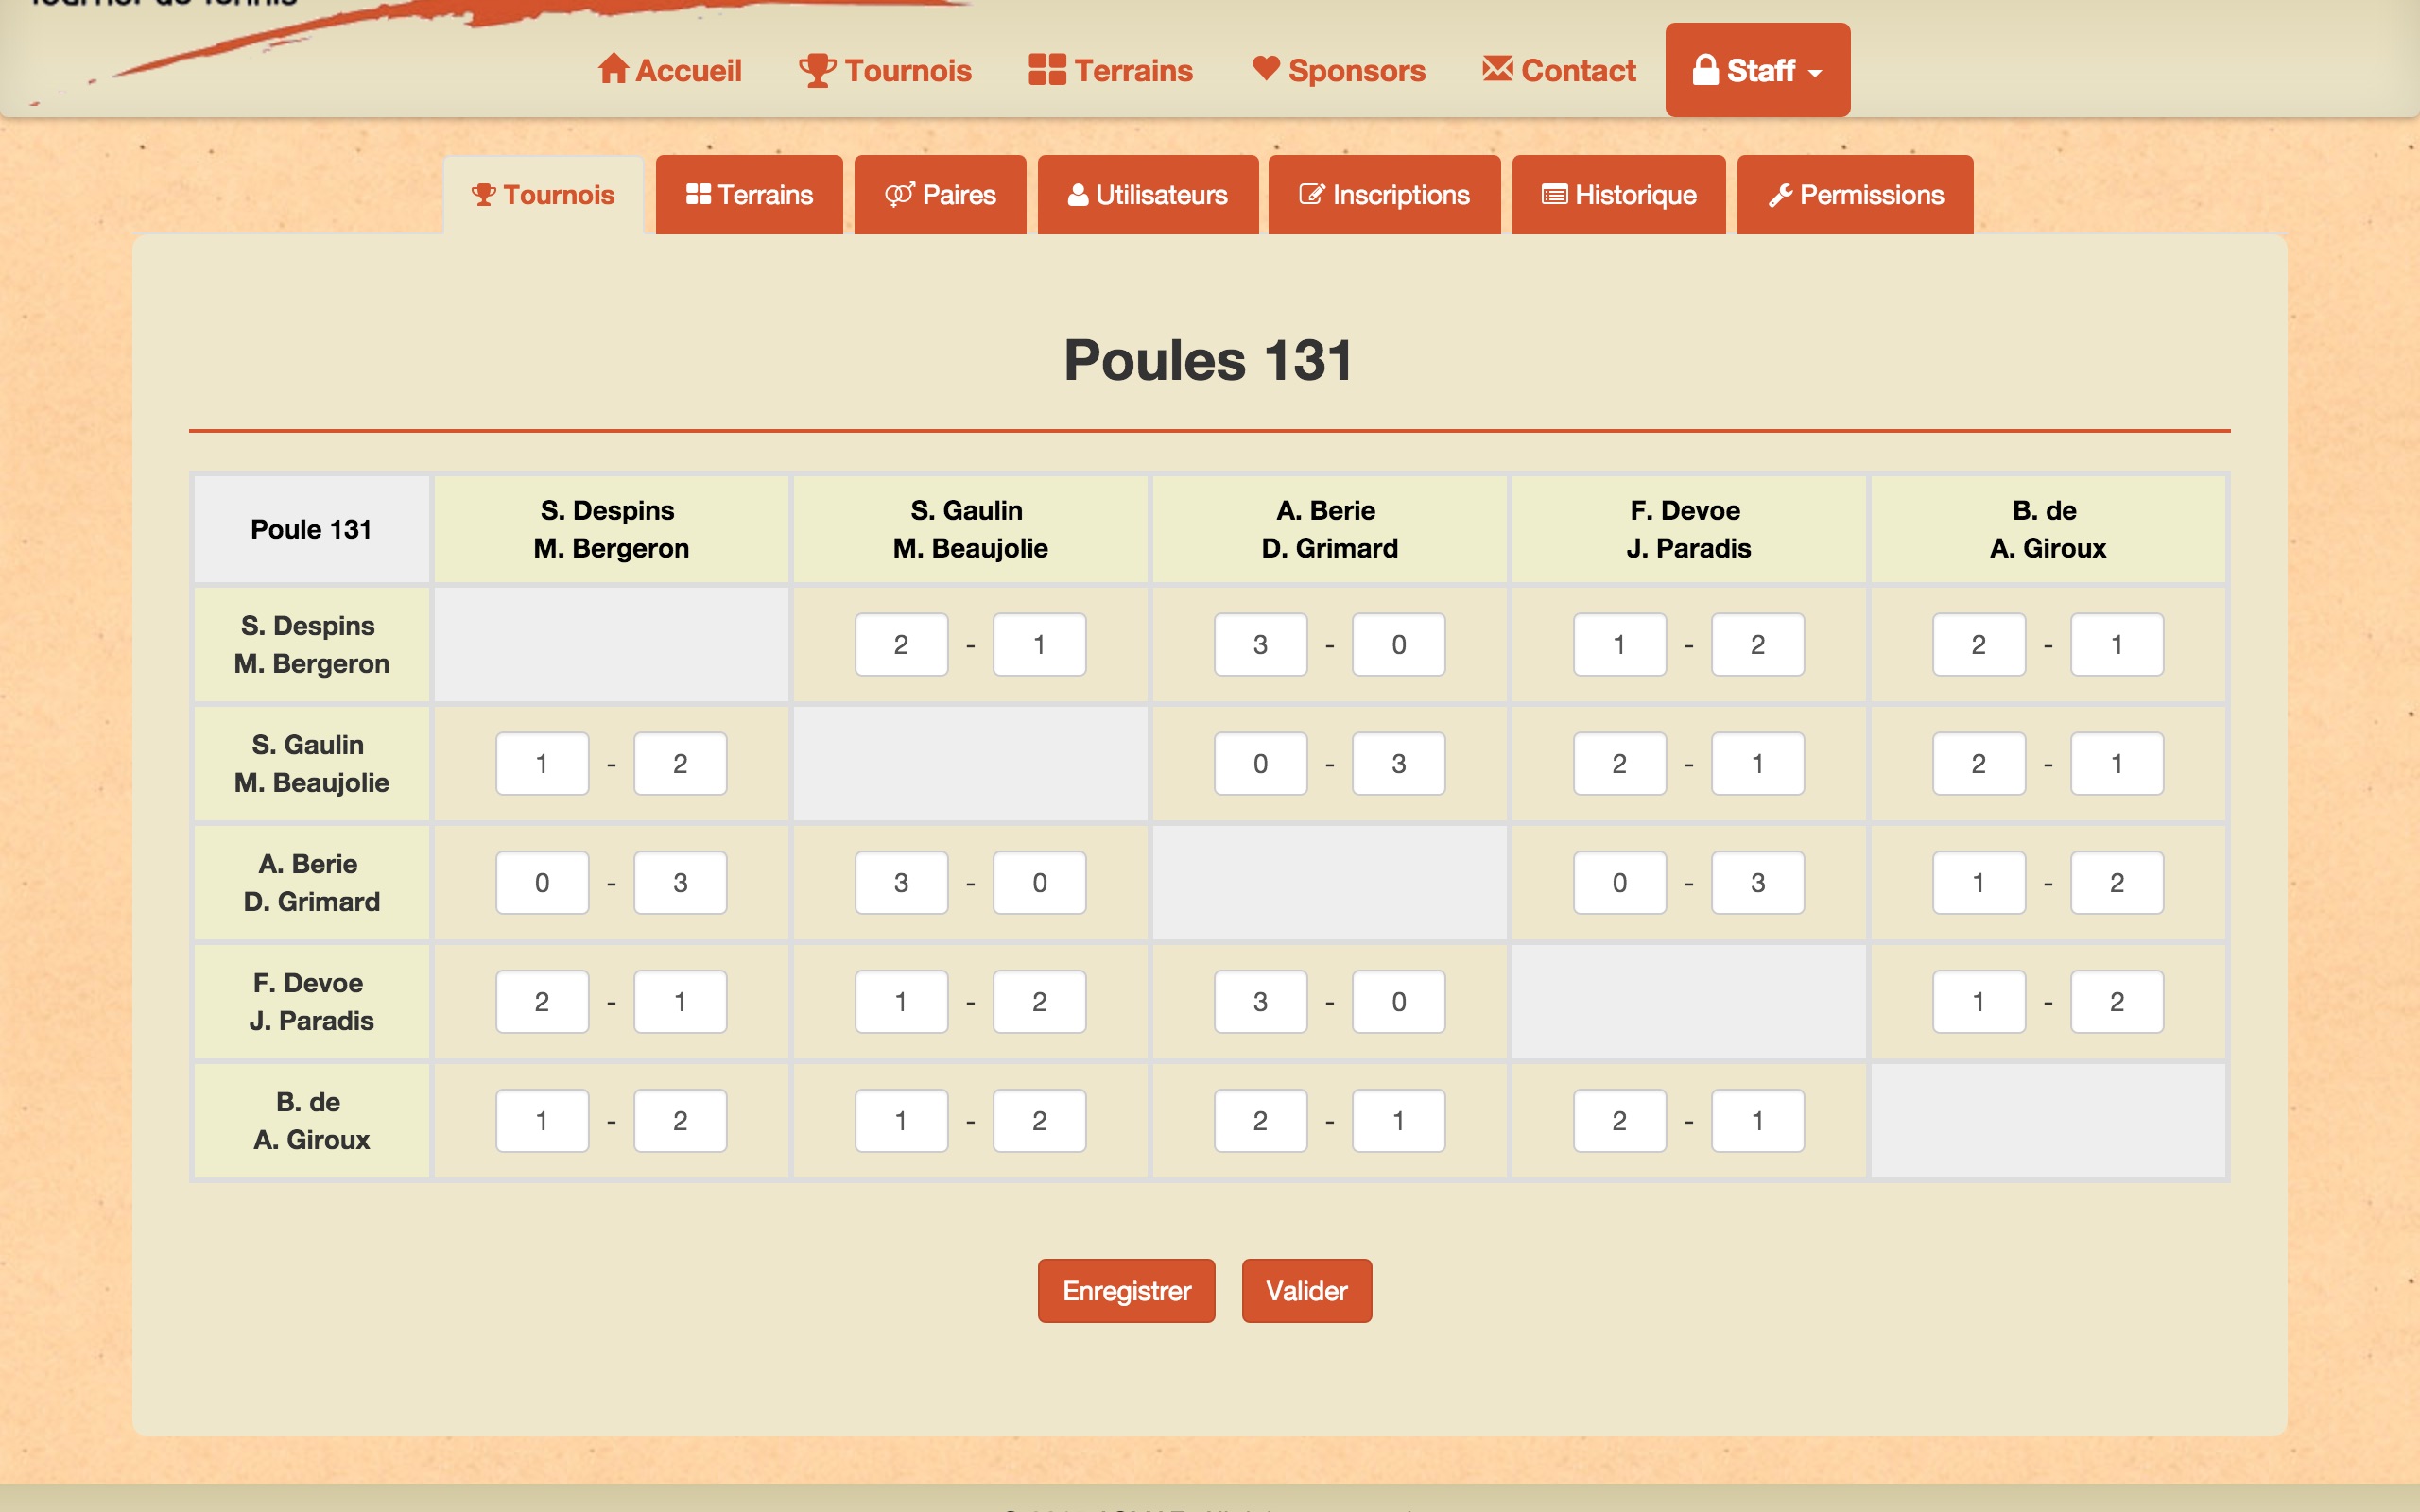 Accueil Tournois Terrains Sponsors Contact Staff
Tournois Terrains Paires Utilisateurs Inscriptions Historique Permissions
Poules 131
Poule 131
S. Despins
M. Bergeron
S. Gaulin
M. Beaujolie
A. Berie
D. Grimard
F. Devoe
J. Paradis
B. de
A. Giroux
S. Despins
M. Bergeron
2 - 1 3 - 0 1 - 2 2 - 1
S. Gaulin
M. Beaujolie
1 - 2 0 - 3 2 - 1 2 - 1
A. Berie
D. Grimard
0 - 3 3 - 0 0 - 3 1 - 2
F. Devoe
J. Paradis
2 - 1 1 - 2 3 - 0 1 - 2
B. de
A. Giroux
1 - 2 1 - 2 2 - 1 2 - 1
Enregistrer Valider